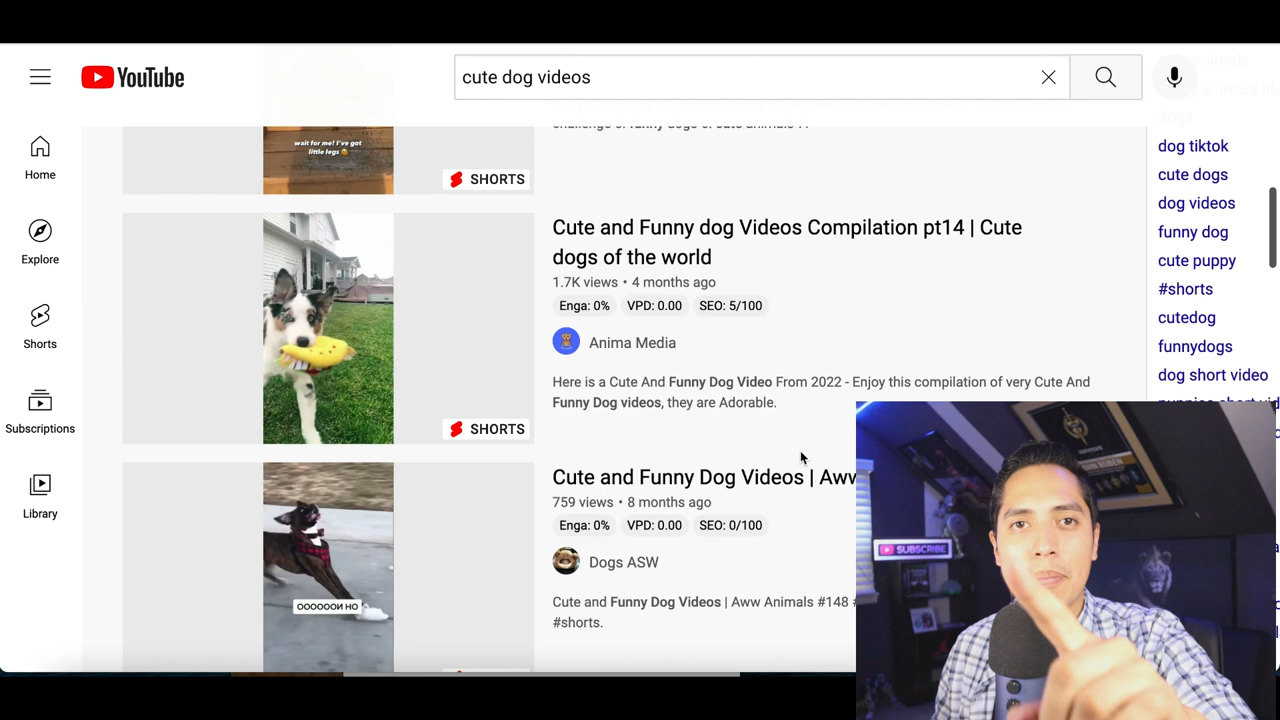 YouTube
cute dog videos
Home
Explore
Shorts
Subscriptions
Library
wait for me! I've got
little legs
SHORTS
Cute and Funny dog Videos Compilation pt14 | Cute
dogs of the world
1.7K views • 4 months ago
Enga: 0% VPD: 0.00 SEO: 5/100
Anima Media
Here is a Cute And Funny Dog Video From 2022 - Enjoy this compilation of very Cute And
Funny Dog videos, they are Adorable.
SHORTS
OOOOOOИ HO
Cute and Funny Dog Videos | Aww
759 views • 8 months ago
Enga: 0% VPD: 0.00 SEO: 0/100
Dogs ASW
Cute and Funny Dog Videos | Aww Animals #148 #
#shorts.
animals
dogs
dog tiktok
cute dogs
dog videos
funny dog
cute puppy
#shorts
cutedog
funnydogs
dog short video
SUBSCRIBE